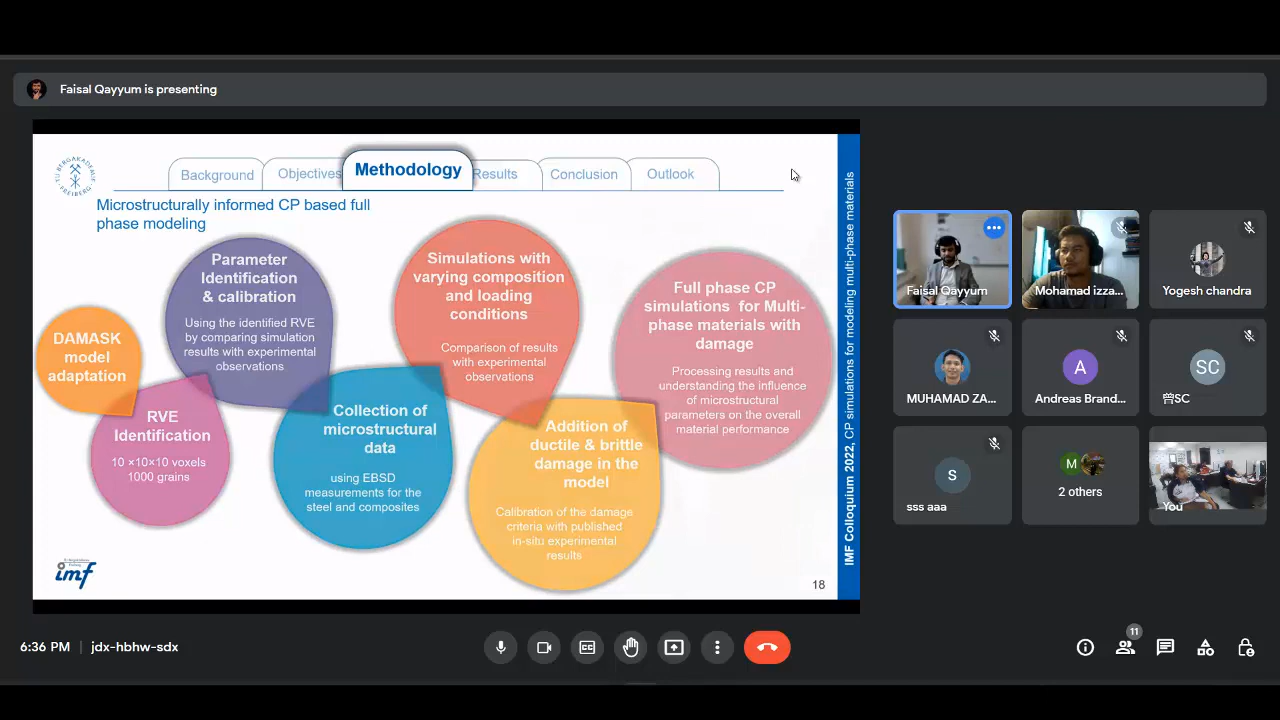 Faisal Qayyum is presenting
TU BERGAKADEMIE
FREIBERG
Background
Objectives
Methodology
Results
Conclusion
Outlook
Microstructurally informed CP based full
phase modeling
DAMASK
model
adaptation
RVE
Identification
10 ×10×10 voxels
1000 grains
Parameter
Identification
& calibration
Using the identified RVE
by comparing simulation
results with experimental
observations
Collection of
microstructural
data
using EBSD
measurements for the
steel and composites
Simulations with
varying composition
and loading
conditions
Comparison of results
with experimental
observations
Addition of
ductile & brittle
damage in the
model
Calibration of the damage
criteria with published
in-situ experimental
results
Full phase CP
simulations for Multi-
phase materials with
damage
Processing results and
understanding the influence
of microstructural
parameters on the overall
material performance
imf
18
IMF Colloquium 2022, CP simulations for modeling multi-phase materials
Faisal Qayyum
Mohamad izza...
Yogesh chandra
MUHAMAD ZA...
A
Andreas Brand...
SC
曾SC
S
sss aaa
M
2 others
You
6:36 PM
jdx-hbhw-sdx
CC
11